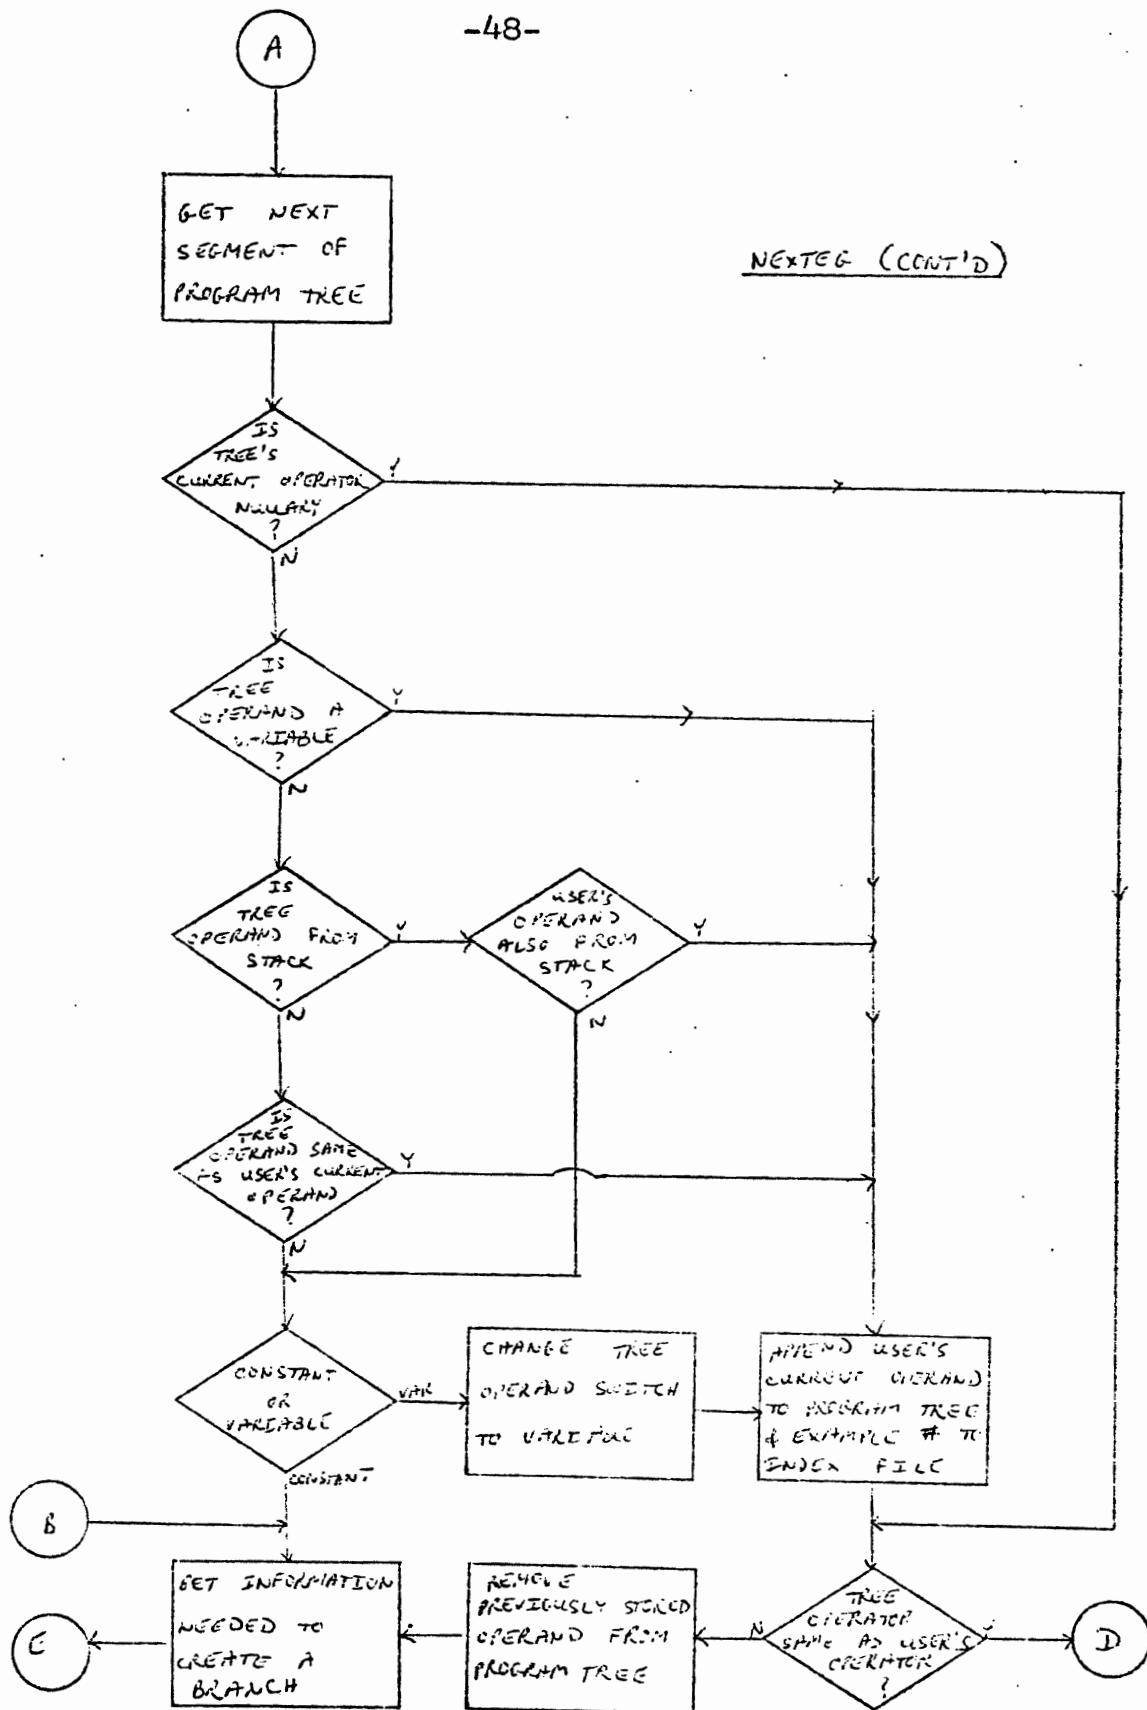 -48-
A
GET NEXT
SEGMENT OF
PROGRAM TREE
NEXTEG (CONT'D)
IS
TREE'S
CURRENT OPERATOR
NULLARY
?
Y
N
IS
TREE
OPERAND A
VARIABLE
?
Y
N
IS
TREE
OPERAND FROM
STACK
?
Y
N
USER'S
OPERAND
ALSO FROM
STACK
?
Y
N
IS
TREE
OPERAND SAME
AS USER'S CURRENT
OPERAND
?
Y
N
CONSTANT
OR
VARIABLE
VAR
CONSTANT
CHANGE TREE
OPERAND SWITCH
TO VARIABLE
APPEND USER'S
CURRENT OPERAND
TO PROGRAM TREE
& EXAMPLE # TO
INDEX FILE
B
GET INFORMATION
NEEDED TO
CREATE A
BRANCH
REMOVE
PREVIOUSLY STORED
OPERAND FROM
PROGRAM TREE
N
TREE
OPERATOR
SAME AS USER'S
OPERATOR
?
Y
D